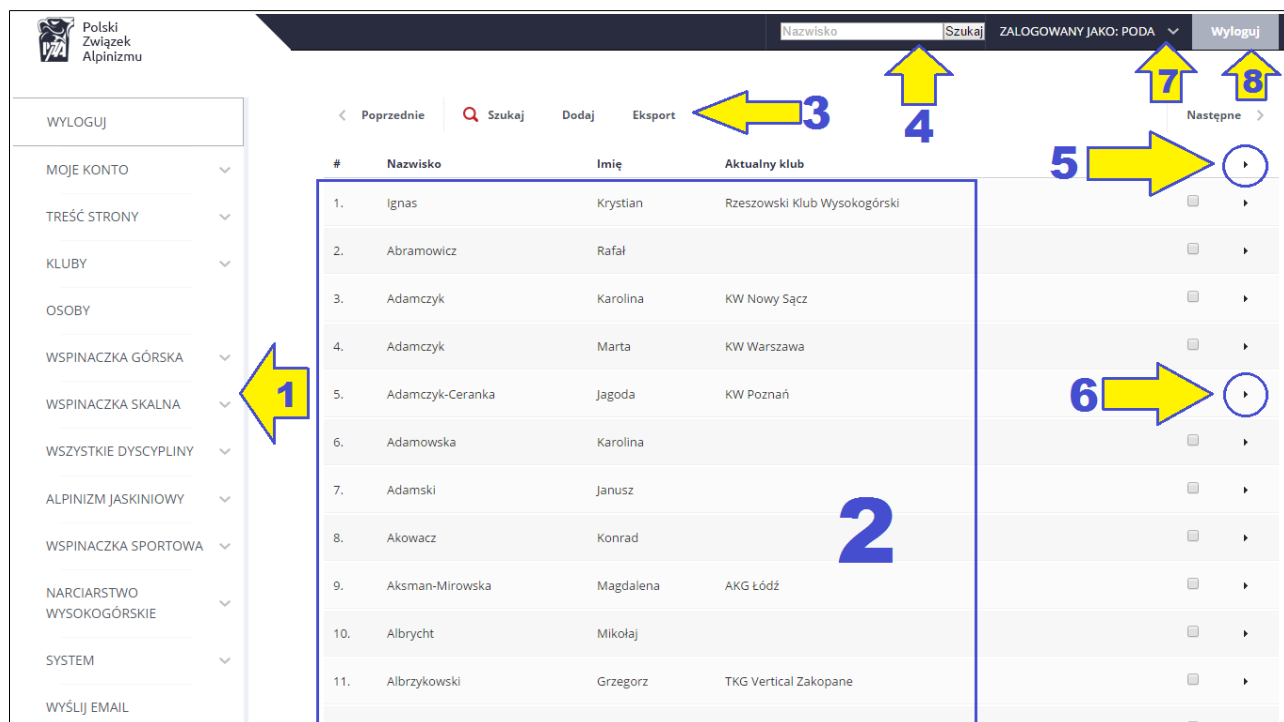 Polski
Związek
Alpinizmu
PZA
Nazwisko Szukaj ZALOGOWANY JAKO: PODA Wyloguj
7 8
4
Poprzednie Szukaj Dodaj Eksport 3 Następne
WYLOGUJ
MOJE KONTO
TREŚĆ STRONY
KLUBY
OSOBY
WSPINACZKA GÓRSKA
WSPINACZKA SKALNA
WSZYSTKIE DYSCYPLINY
ALPINIZM JASKINIOWY
WSPINACZKA SPORTOWA
NARCIARSTWO
WYSOKOGÓRSKIE
SYSTEM
WYŚLIJ EMAIL
1
# Nazwisko Imię Aktualny klub 5
1. Ignas Krystian Rzeszowski Klub Wysokogórski
2. Abramowicz Rafał
3. Adamczyk Karolina KW Nowy Sącz
4. Adamczyk Marta KW Warszawa
5. Adamczyk-Ceranka Jagoda KW Poznań 6
6. Adamowska Karolina
7. Adamski Janusz
8. Akowacz Konrad 2
9. Aksman-Mirowska Magdalena AKG Łódź
10. Albrycht Mikołaj
11. Albrzykowski Grzegorz TKG Vertical Zakopane